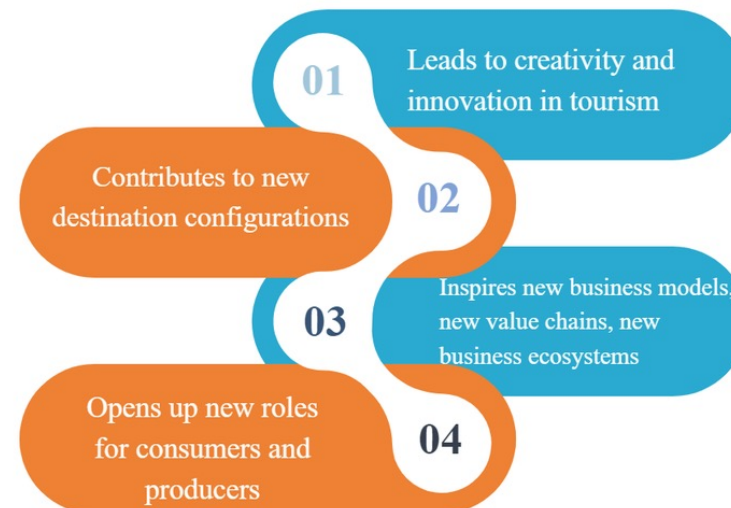 01
Leads to creativity and
innovation in tourism
Contributes to new
destination configurations
02
03
Inspires new business models,
new value chains, new
business ecosystems
Opens up new roles
for consumers and
producers
04